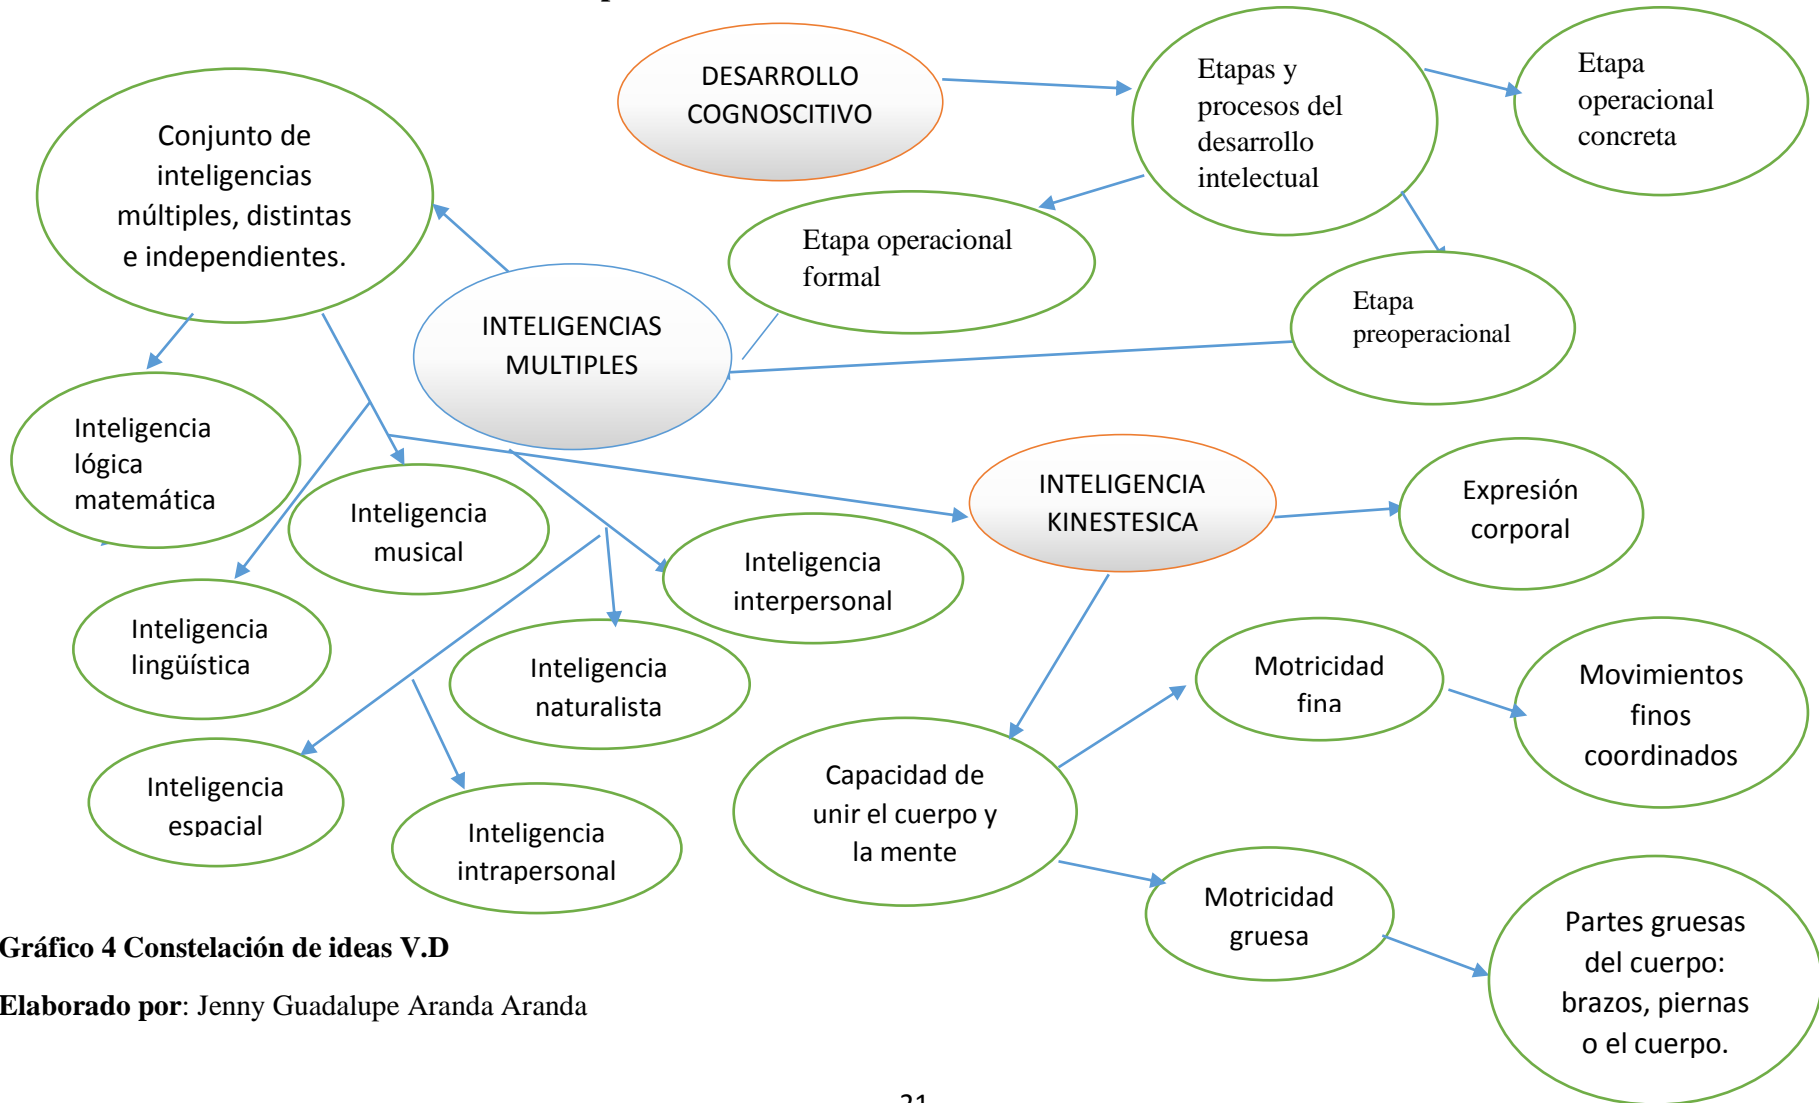 DESARROLLO
COGNOSCITIVO
Etapas y
procesos del
desarrollo
intelectual
Etapa
operacional
concreta
Conjunto de
inteligencias
múltiples, distintas
e independientes.
Etapa operacional
formal
Etapa
preoperacional
INTELIGENCIAS
MULTIPLES
Inteligencia
lógica
matemática
Inteligencia
musical
Inteligencia
interpersonal
INTELIGENCIA
KINESTESICA
Expresión
corporal
Inteligencia
lingüística
Inteligencia
naturalista
Motricidad
fina
Movimientos
finos
coordinados
Inteligencia
espacial
Inteligencia
intrapersonal
Capacidad de
unir el cuerpo y
la mente
Motricidad
gruesa
Partes gruesas
del cuerpo:
brazos, piernas
o el cuerpo.
Gráfico 4 Constelación de ideas V.D
Elaborado por: Jenny Guadalupe Aranda Aranda
21